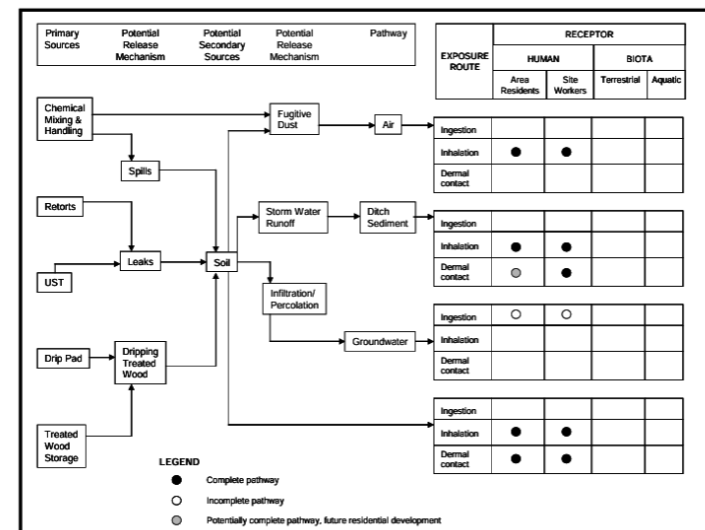 Primary
Sources
Potential
Release
Mechanism
Potential
Secondary
Sources
Potential
Release
Mechanism
Pathway
EXPOSURE
ROUTE
RECEPTOR
HUMAN
BIOTA
Area
Residents
Site
Workers
Terrestrial
Aquatic
Chemical
Mixing &
Handling
Fugitive
Dust
Air
Ingestion
Inhalation
Dermal
contact
Spills
Retorts
Storm Water
Runoff
Ditch
Sediment
Ingestion
Inhalation
Dermal
contact
Leaks
Soil
UST
Infiltration/
Percolation
Groundwater
Ingestion
Inhalation
Dermal
contact
Drip Pad
Dripping
Treated
Wood
Treated
Wood
Storage
Ingestion
Inhalation
Dermal
contact
LEGEND
Complete pathway
Incomplete pathway
Potentially complete pathway, future residential development